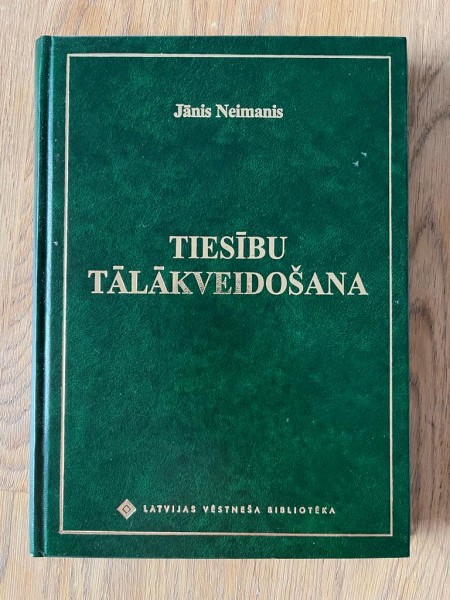 Jānis Neimanis
TIESĪBU
TĀLĀKVEIDOŠANA
LATVIJAS VĒSTNEŠA BIBLIOTĒKA